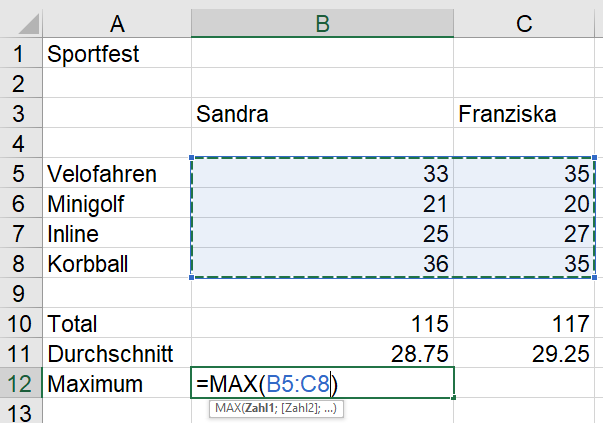 A B C
1 Sportfest
2
3 Sandra Franziska
4
5 Velofahren 33 35
6 Minigolf 21 20
7 Inline 25 27
8 Korbball 36 35
9
10 Total 115 117
11 Durchschnitt 28.75 29.25
12 Maximum =MAX(B5:C8)
MAX(Zahl1; [Zahl2]; ...)
13